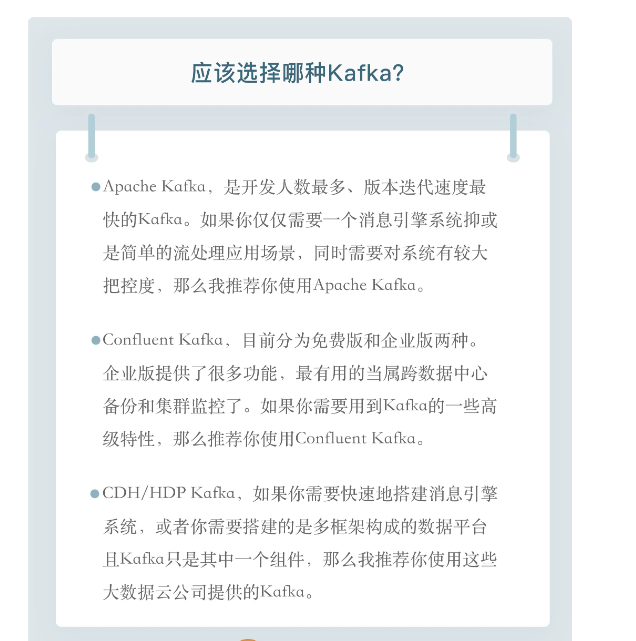 应该选择哪种Kafka?
Apache Kafka，是开发人数最多、版本迭代速度最
快的Kafka。如果你仅仅需要一个消息引擎系统抑或
是简单的流处理应用场景，同时需要对系统有较大
把控度，那么我推荐你使用Apache Kafka。
Confluent Kafka，目前分为免费版和企业版两种。
企业版提供了很多功能，最有用的当属跨数据中心
备份和集群监控了。如果你需要用到Kafka的一些高
级特性，那么推荐你使用Confluent Kafka。
CDH/HDP Kafka，如果你需要快速地搭建消息引擎
系统，或者你需要搭建的是多框架构成的数据平台
且Kafka只是其中一个组件，那么我推荐你使用这些
大数据云公司提供的Kafka。